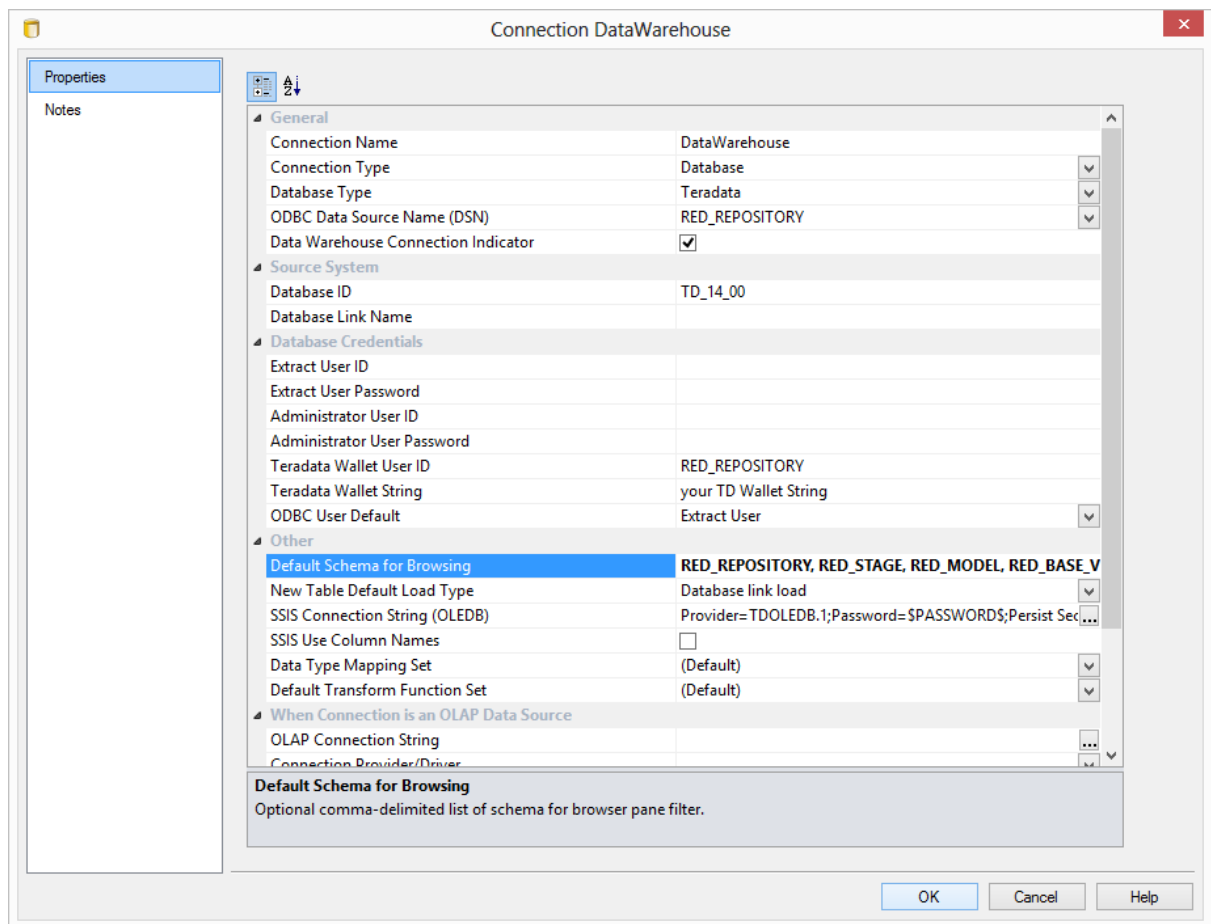 Connection DataWarehouse
Properties
Notes
General
Connection Name DataWarehouse
Connection Type Database
Database Type Teradata
ODBC Data Source Name (DSN) RED_REPOSITORY
Data Warehouse Connection Indicator
Source System
Database ID TD_14_00
Database Link Name
Database Credentials
Extract User ID
Extract User Password
Administrator User ID
Administrator User Password
Teradata Wallet User ID RED_REPOSITORY
Teradata Wallet String your TD Wallet String
ODBC User Default Extract User
Other
Default Schema for Browsing RED_REPOSITORY, RED_STAGE, RED_MODEL, RED_BASE_V
New Table Default Load Type Database link load
SSIS Connection String (OLEDB) Provider=TDOLEDB.1;Password=$PASSWORD$;Persist Sec ...
SSIS Use Column Names
Data Type Mapping Set (Default)
Default Transform Function Set (Default)
When Connection is an OLAP Data Source
OLAP Connection String ...
Connection Provider/Driver
Default Schema for Browsing
Optional comma-delimited list of schema for browser pane filter.
OK Cancel Help